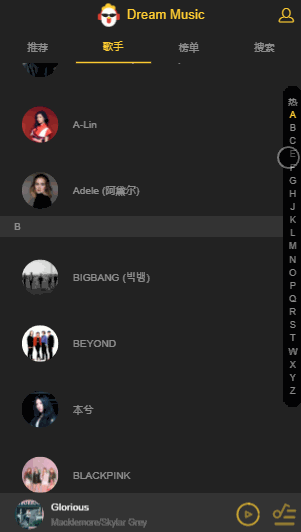 Dream Music
推荐
歌手
榜单
搜索
A-Lin
Adele (阿黛尔)
B
BIGBANG (빅뱅)
BEYOND
本兮
BLACKPINK
热
A
B
C
E
F
G
H
J
K
L
M
N
O
P
Q
R
S
T
W
X
Y
Z
Glorious
Macklemore/Skylar Grey